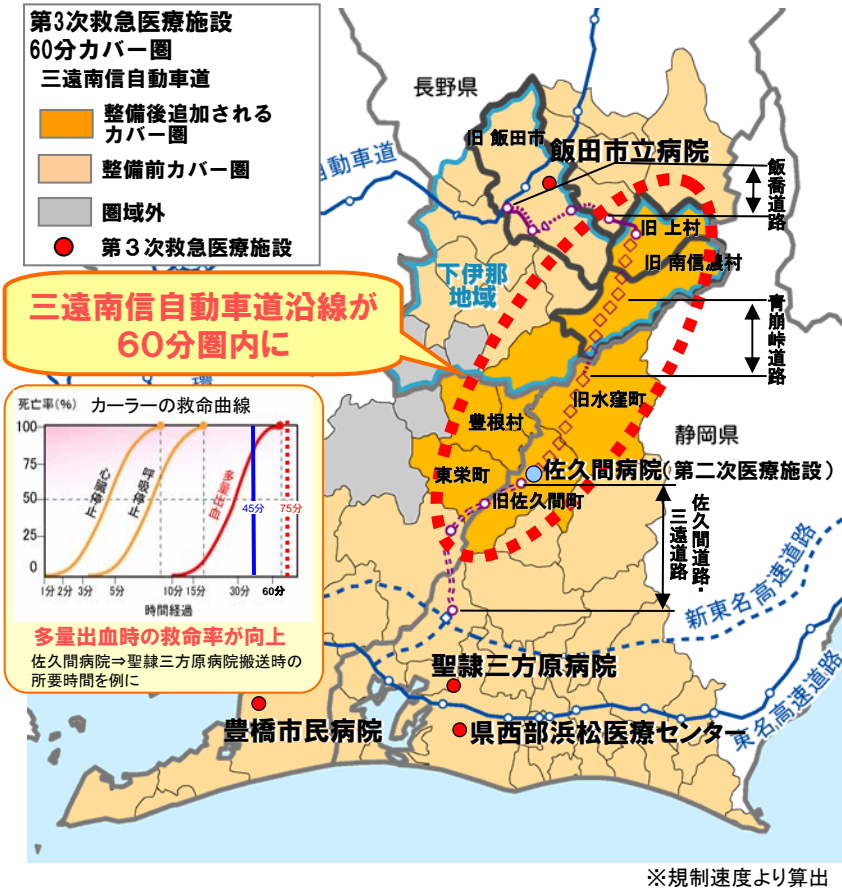 第3次救急医療施設
60分カバー圏
三遠南信自動車道
整備後追加される
カバー圏
整備前カバー圏
圏域外
第3次救急医療施設
長野県
旧 飯田市
飯田市立病院
自動車道
飯喬道路
旧 上村
旧 南信濃村
下伊那
地域
三遠南信自動車道沿線が
60分圏内に
青崩峠道路
環
死亡率(%) カーラーの救命曲線
100
75
50
25
0
心臓停止
呼吸停止
多量出血
45分
75分
1分 2分 3分 5分 10分 15分 30分 60分
時間経過
多量出血時の救命率が向上
佐久間病院⇒聖隷三方原病院搬送時の
所要時間を例に
旧水窪町
豊根村
静岡県
東栄町
佐久間病院(第二次医療施設)
旧佐久間町
佐久間道路・
三遠道路
新東名高速道路
聖隷三方原病院
豊橋市民病院
県西部浜松医療センター
東名高速道路
※規制速度より算出